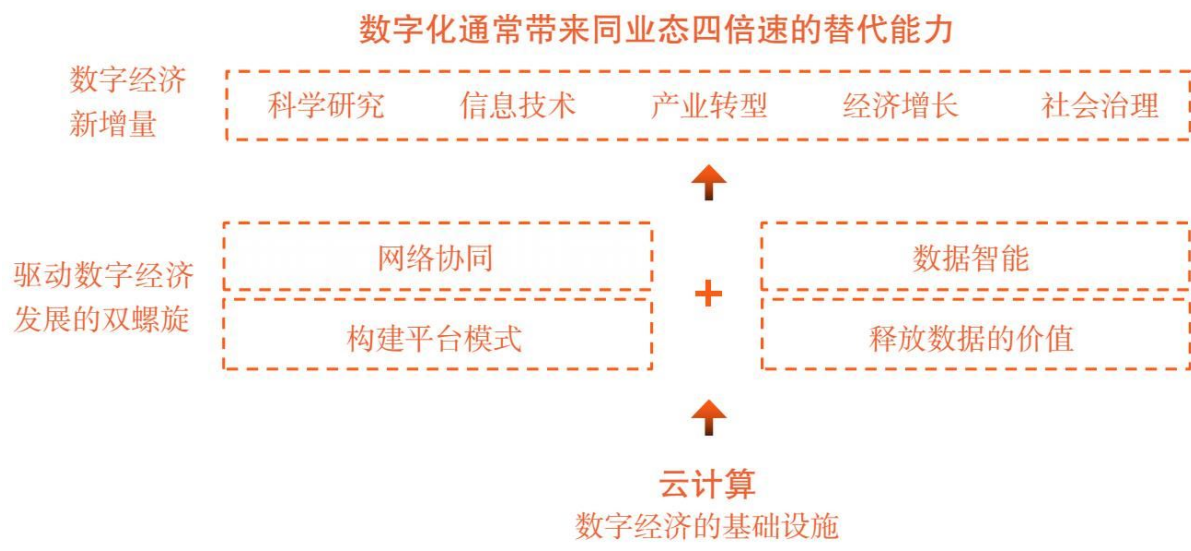 数字化通常带来同业态四倍速的替代能力
数字经济
新增量
科学研究 信息技术 产业转型 经济增长 社会治理
驱动数字经济
发展的双螺旋
网络协同
构建平台模式
+
数据智能
释放数据的价值
云计算
数字经济的基础设施